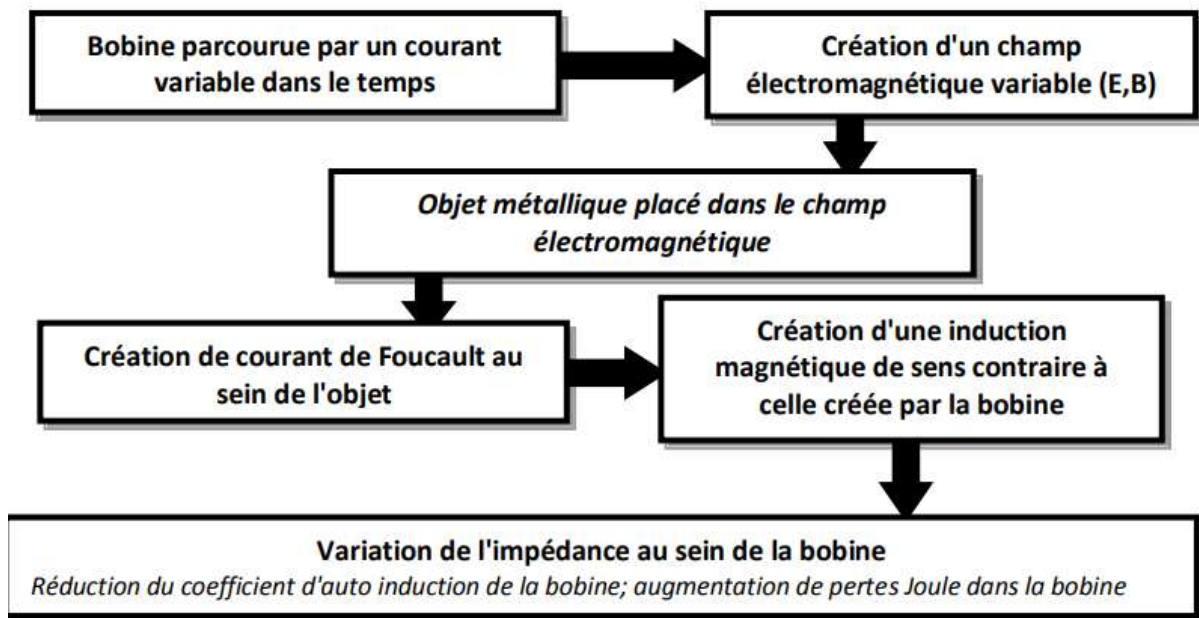 Bobine parcourue par un courant
variable dans le temps
Création d'un champ
électromagnétique variable (E,B)
Objet métallique placé dans le champ
électromagnétique
Création de courant de Foucault au
sein de l'objet
Création d'une induction
magnétique de sens contraire à
celle créée par la bobine
Variation de l'impédance au sein de la bobine
Réduction du coefficient d'auto induction de la bobine; augmentation de pertes Joule dans la bobine